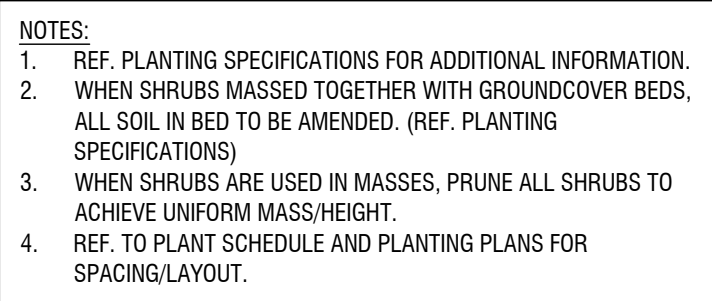 NOTES:
1. REF. PLANTING SPECIFICATIONS FOR ADDITIONAL INFORMATION.
2. WHEN SHRUBS MASSED TOGETHER WITH GROUNDCOVER BEDS,
ALL SOIL IN BED TO BE AMENDED. (REF. PLANTING
SPECIFICATIONS)
3. WHEN SHRUBS ARE USED IN MASSES, PRUNE ALL SHRUBS TO
ACHIEVE UNIFORM MASS/HEIGHT.
4. REF. TO PLANT SCHEDULE AND PLANTING PLANS FOR
SPACING/LAYOUT.